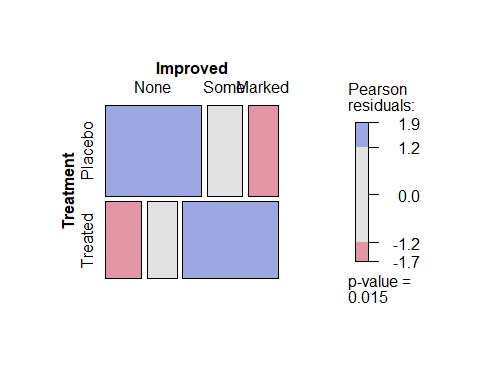 Improved
None Some Marked
Treatment
Placebo
Treated
Pearson
residuals:
1.9
1.2
0.0
-1.2
-1.7
p-value =
0.015